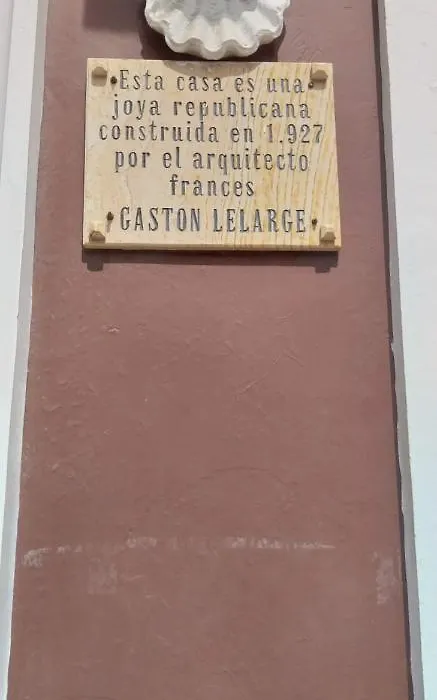 Esta casa es una
joya republicana
construida en 1.927
por el arquitecto
frances
GASTON LELARGE